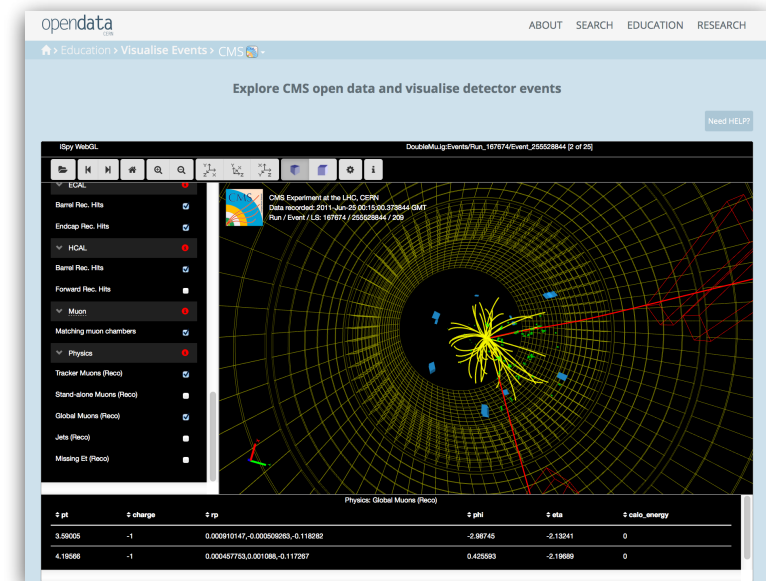 opendata
CERN
ABOUT SEARCH EDUCATION RESEARCH
> Education > Visualise Events > CMS
Explore CMS open data and visualise detector events
Need HELP?
iSpy WebGL
DoubleMu.ig:Events/Run_167674/Event_255528844 [2 of 25]
ECAL
Barrel Rec. Hits
Endcap Rec. Hits
HCAL
Barrel Rec. Hits
Forward Rec. Hits
Muon
Matching muon chambers
Physics
Tracker Muons (Reco)
Stand-alone Muons (Reco)
Global Muons (Reco)
Jets (Reco)
Missing Et (Reco)
CMS
CMS Experiment at the LHC, CERN
Data recorded: 2011-Jun-25 00:15:00.373844 GMT
Run / Event / LS: 167674 / 255528844 / 209
Physics: Global Muons (Reco)
pt charge rp phi eta calo_energy
3.59005 -1 0.000910147,-0.000509263,-0.118282 -2.98745 -2.13241 0
4.19566 -1 0.000457753,0.001088,-0.117267 0.425593 -2.19689 0